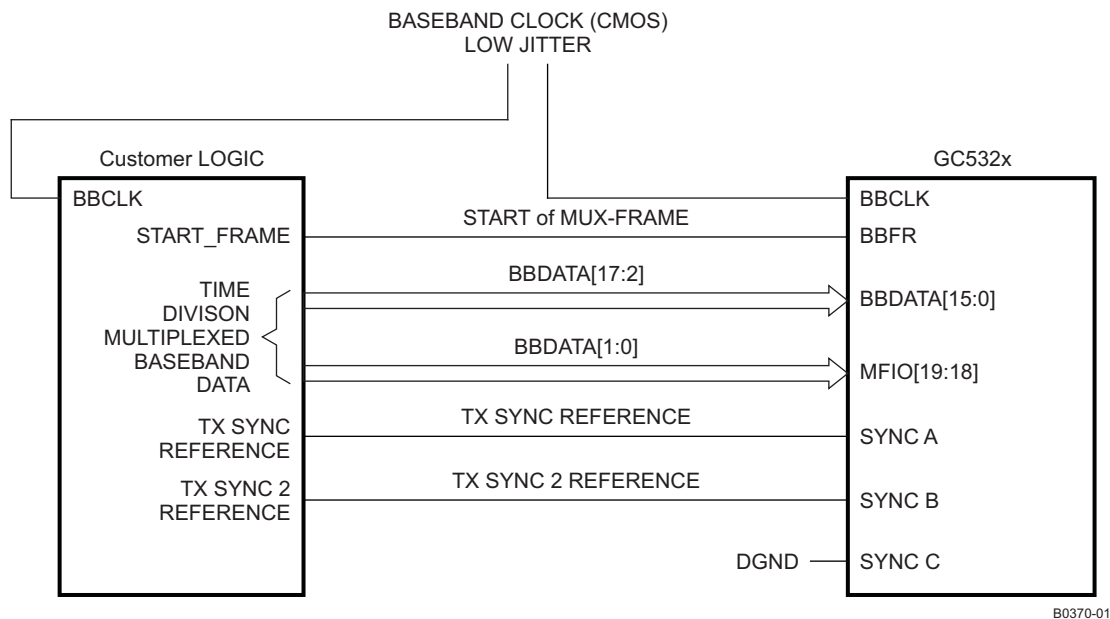 BASEBAND CLOCK (CMOS)
LOW JITTER
Customer LOGIC
GC532x
BBCLK
BBCLK
START_FRAME
START of MUX-FRAME
BBFR
TIME
DIVISON
MULTIPLEXED
BASEBAND
DATA
BBDATA[17:2]
BBDATA[15:0]
BBDATA[1:0]
MFIO[19:18]
TX SYNC
REFERENCE
TX SYNC REFERENCE
SYNC A
TX SYNC 2
REFERENCE
TX SYNC 2 REFERENCE
SYNC B
DGND
SYNC C
B0370-01